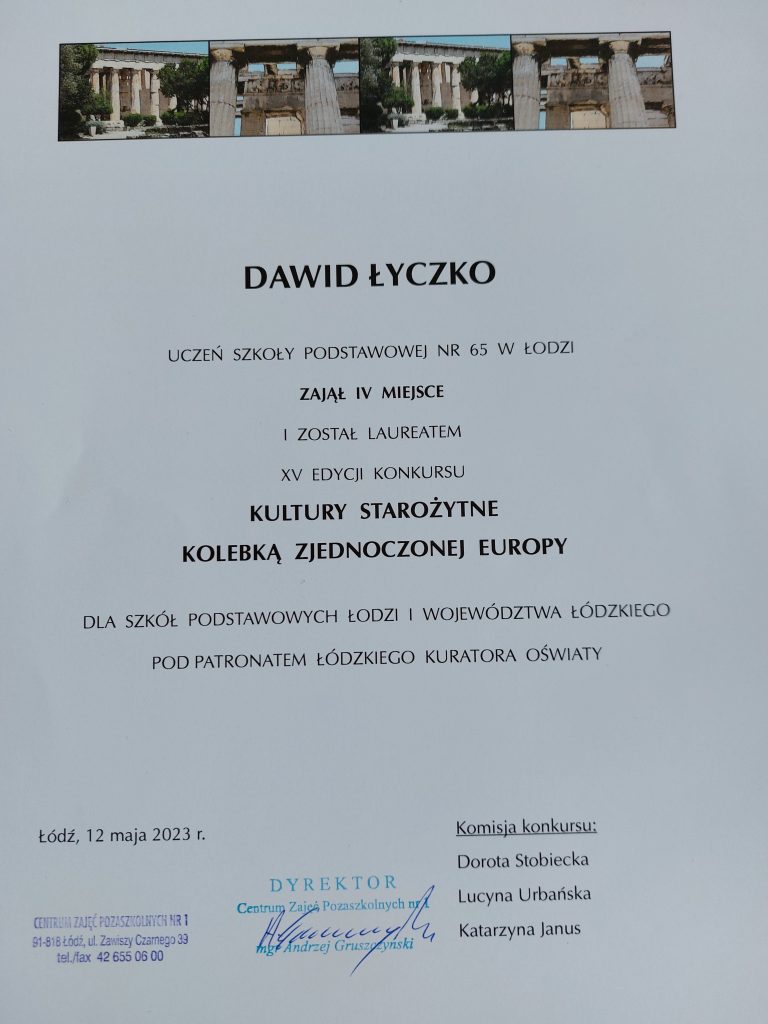 DAWID ŁYCZKO
UCZEŃ SZKOŁY PODSTAWOWEJ NR 65 W ŁODZI
ZAJĄŁ IV MIEJSCE
I ZOSTAŁ LAUREATEM
XV EDYCJI KONKURSU
KULTURY STAROŻYTNE
KOLEBKĄ ZJEDNOCZONEJ EUROPY
DLA SZKÓŁ PODSTAWOWYCH ŁODZI I WOJEWÓDZTWA ŁÓDZKIEGO
POD PATRONATEM ŁÓDZKIEGO KURATORA OŚWIATY
Łódź, 12 maja 2023 r.
CENTRUM ZAJĘĆ POZASZKOLNYCH NR 1
91-818 Łódź, ul. Zawiszy Czarnego 39
tel./fax 42 655 06 00
DYREKTOR
Centrum Zajęć Pozaszkolnych nr 1
mgr Andrzej Gruszczyński
Komisja konkursu:
Dorota Stobiecka
Lucyna Urbańska
Katarzyna Janus